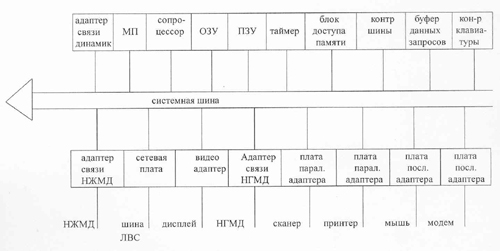 адаптер связи динамик
МП
сопро-
цессор
ОЗУ
ПЗУ
таймер
блок доступа памяти
контр шины
буфер данных запросов
кон-р клавиа-
туры
системная шина
адаптер связи НЖМД
сетевая плата
видео адаптер
Адаптер связи НГМД
плата парал. адаптера
плата парал. адаптера
плата посл. адаптера
плата посл. адаптера
НЖМД
шина ЛВС
дисплей
НГМД
сканер
принтер
мышь
модем